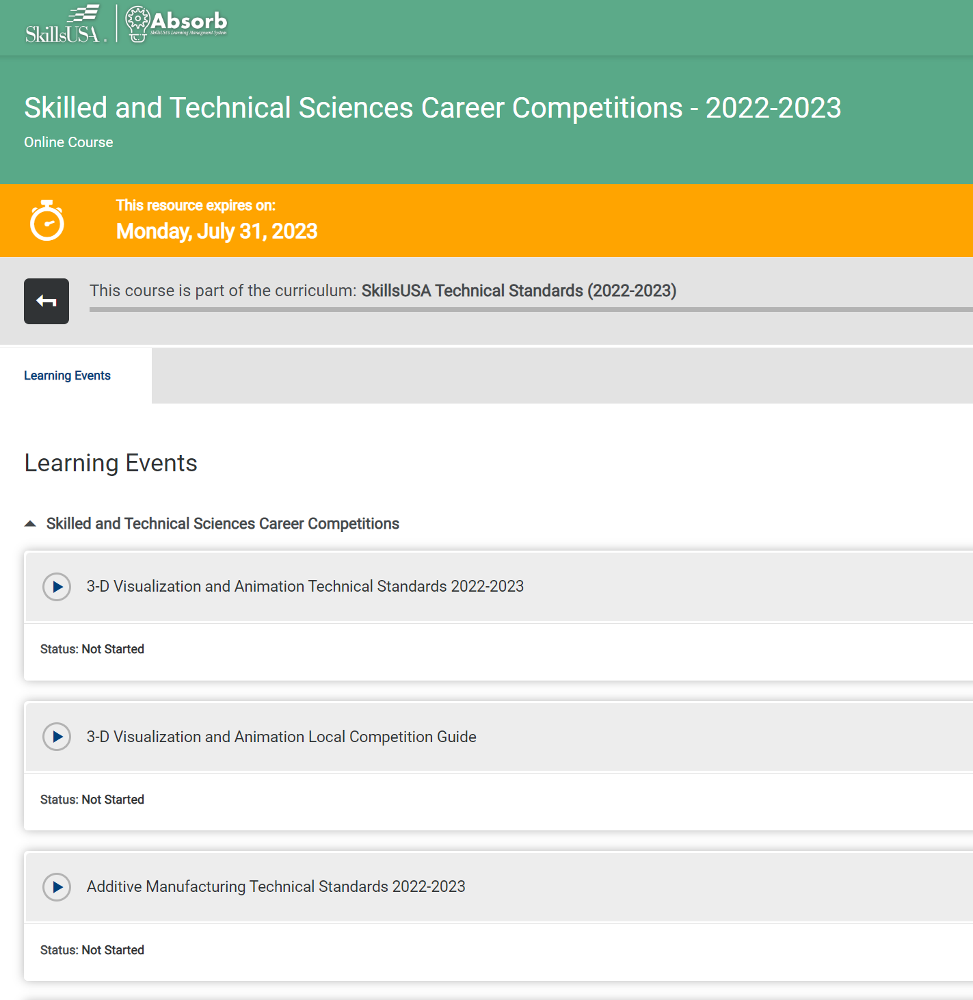 SkillsUSA
Absorb
SkillsUSA's Learning Managment System
Skilled and Technical Sciences Career Competitions - 2022-2023
Online Course
This resource expires on:
Monday, July 31, 2023
This course is part of the curriculum: SkillsUSA Technical Standards (2022-2023)
Learning Events
Learning Events
Skilled and Technical Sciences Career Competitions
3-D Visualization and Animation Technical Standards 2022-2023
Status: Not Started
3-D Visualization and Animation Local Competition Guide
Status: Not Started
Additive Manufacturing Technical Standards 2022-2023
Status: Not Started